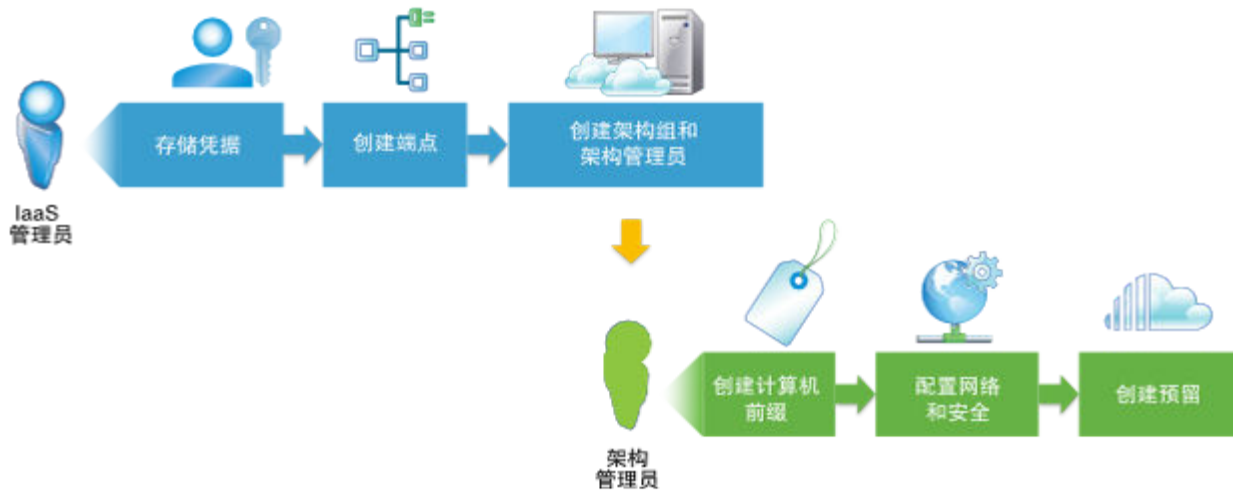 存储凭据
创建端点
创建架构组和
架构管理员
IaaS
管理员
创建计算机
前缀
配置网络
和安全
创建预留
架构
管理员